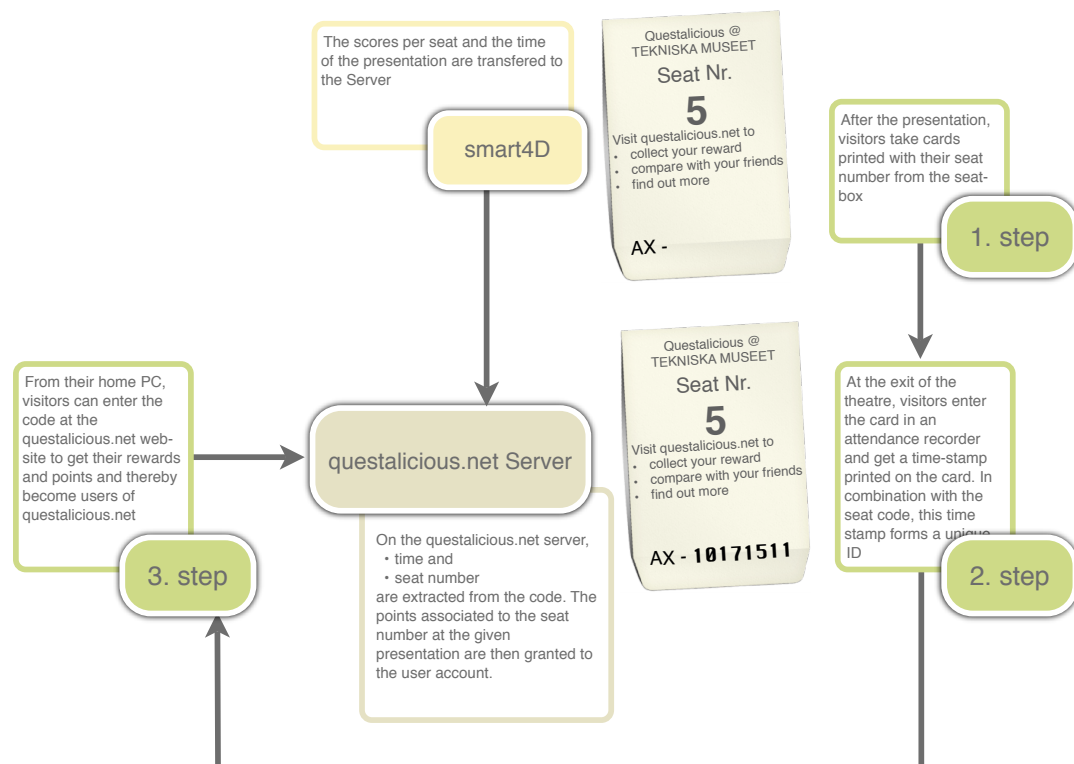 The scores per seat and the time
of the presentation are transfered to
the Server
smart4D
Questalicious @
TEKNISKA MUSEET
Seat Nr.
5
Visit questalicious.net to
• collect your reward
• compare with your friends
• find out more
AX -
After the presentation,
visitors take cards
printed with their seat
number from the seat-
box
1. step
From their home PC,
visitors can enter the
code at the
questalicious.net web-
site to get their rewards
and points and thereby
become users of
questalicious.net
3. step
questalicious.net Server
On the questalicious.net server,
• time and
• seat number
are extracted from the code. The
points associated to the seat
number at the given
presentation are then granted to
the user account.
Questalicious @
TEKNISKA MUSEET
Seat Nr.
5
Visit questalicious.net to
• collect your reward
• compare with your friends
• find out more
AX - 10171511
At the exit of the
theatre, visitors enter
the card in an
attendance recorder
and get a time-stamp
printed on the card. In
combination with the
seat code, this time
stamp forms a unique
ID
2. step